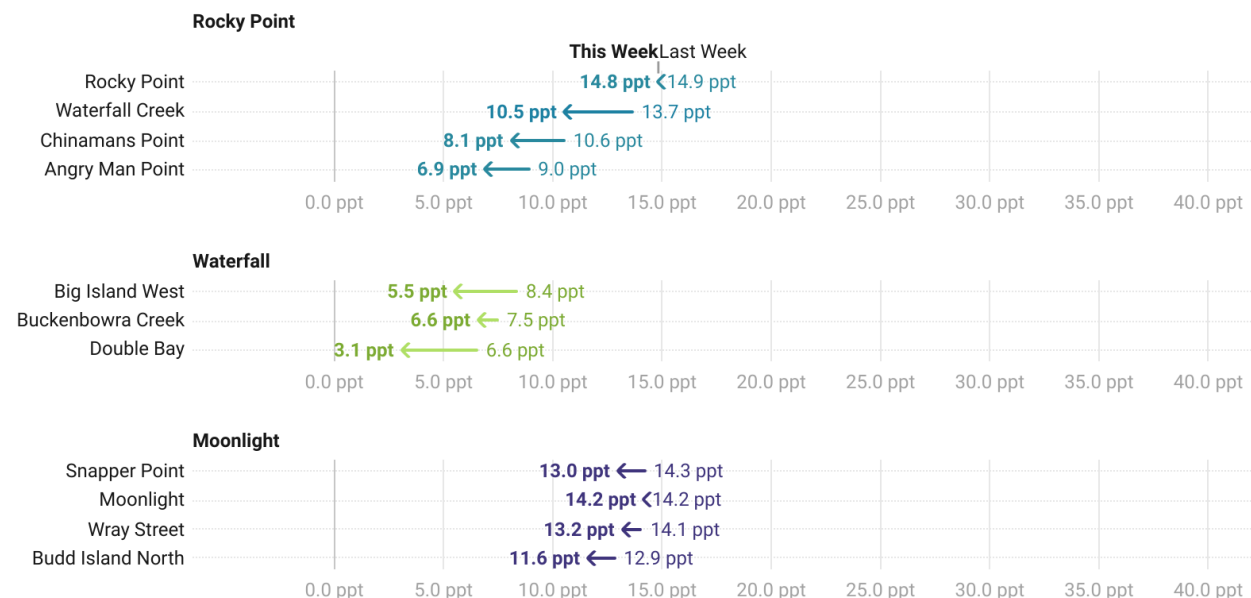 Rocky Point
This Week Last Week
Rocky Point 14.8 ppt 14.9 ppt
Waterfall Creek 10.5 ppt 13.7 ppt
Chinamans Point 8.1 ppt 10.6 ppt
Angry Man Point 6.9 ppt 9.0 ppt
0.0 ppt 5.0 ppt 10.0 ppt 15.0 ppt 20.0 ppt 25.0 ppt 30.0 ppt 35.0 ppt 40.0 ppt
Waterfall
Big Island West 5.5 ppt 8.4 ppt
Buckenbowra Creek 6.6 ppt 7.5 ppt
Double Bay 3.1 ppt 6.6 ppt
0.0 ppt 5.0 ppt 10.0 ppt 15.0 ppt 20.0 ppt 25.0 ppt 30.0 ppt 35.0 ppt 40.0 ppt
Moonlight
Snapper Point 13.0 ppt 14.3 ppt
Moonlight 14.2 ppt 14.2 ppt
Wray Street 13.2 ppt 14.1 ppt
Budd Island North 11.6 ppt 12.9 ppt
0.0 ppt 5.0 ppt 10.0 ppt 15.0 ppt 20.0 ppt 25.0 ppt 30.0 ppt 35.0 ppt 40.0 ppt